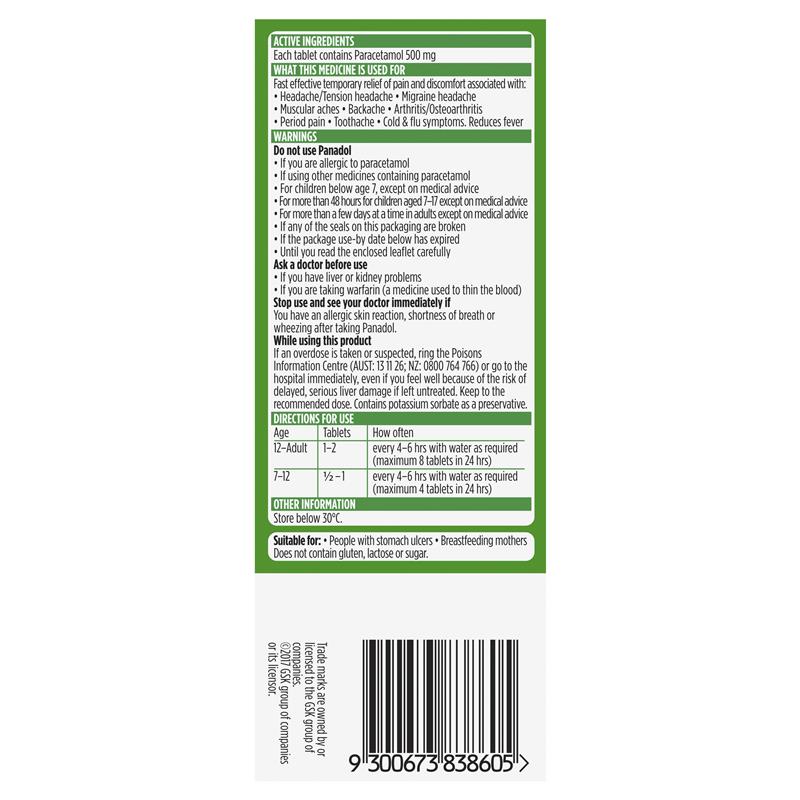 ACTIVE INGREDIENTS
Each tablet contains Paracetamol 500 mg
WHAT THIS MEDICINE IS USED FOR
Fast effective temporary relief of pain and discomfort associated with:
• Headache/Tension headache • Migraine headache
• Muscular aches • Backache • Arthritis/Osteoarthritis
• Period pain • Toothache • Cold & flu symptoms. Reduces fever
WARNINGS
Do not use Panadol
• If you are allergic to paracetamol
• If using other medicines containing paracetamol
• For children below age 7, except on medical advice
• For more than 48 hours for children aged 7–17 except on medical advice
• For more than a few days at a time in adults except on medical advice
• If any of the seals on this packaging are broken
• If the package use-by date below has expired
• Until you read the enclosed leaflet carefully
Ask a doctor before use
• If you have liver or kidney problems
• If you are taking warfarin (a medicine used to thin the blood)
Stop use and see your doctor immediately if
You have an allergic skin reaction, shortness of breath or
wheezing after taking Panadol.
While using this product
If an overdose is taken or suspected, ring the Poisons
Information Centre (AUST: 13 11 26; NZ: 0800 764 766) or go to the
hospital immediately, even if you feel well because of the risk of
delayed, serious liver damage if left untreated. Keep to the
recommended dose. Contains potassium sorbate as a preservative.
DIRECTIONS FOR USE
Age Tablets How often
12–Adult 1–2 every 4–6 hrs with water as required
(maximum 8 tablets in 24 hrs)
7–12 ½–1 every 4–6 hrs with water as required
(maximum 4 tablets in 24 hrs)
OTHER INFORMATION
Store below 30°C.
Suitable for: • People with stomach ulcers • Breastfeeding mothers
Does not contain gluten, lactose or sugar.
Trade marks are owned by or
licensed to the GSK group of
companies.
©2017 GSK group of companies
or its licensor.
9 300673 838605 >